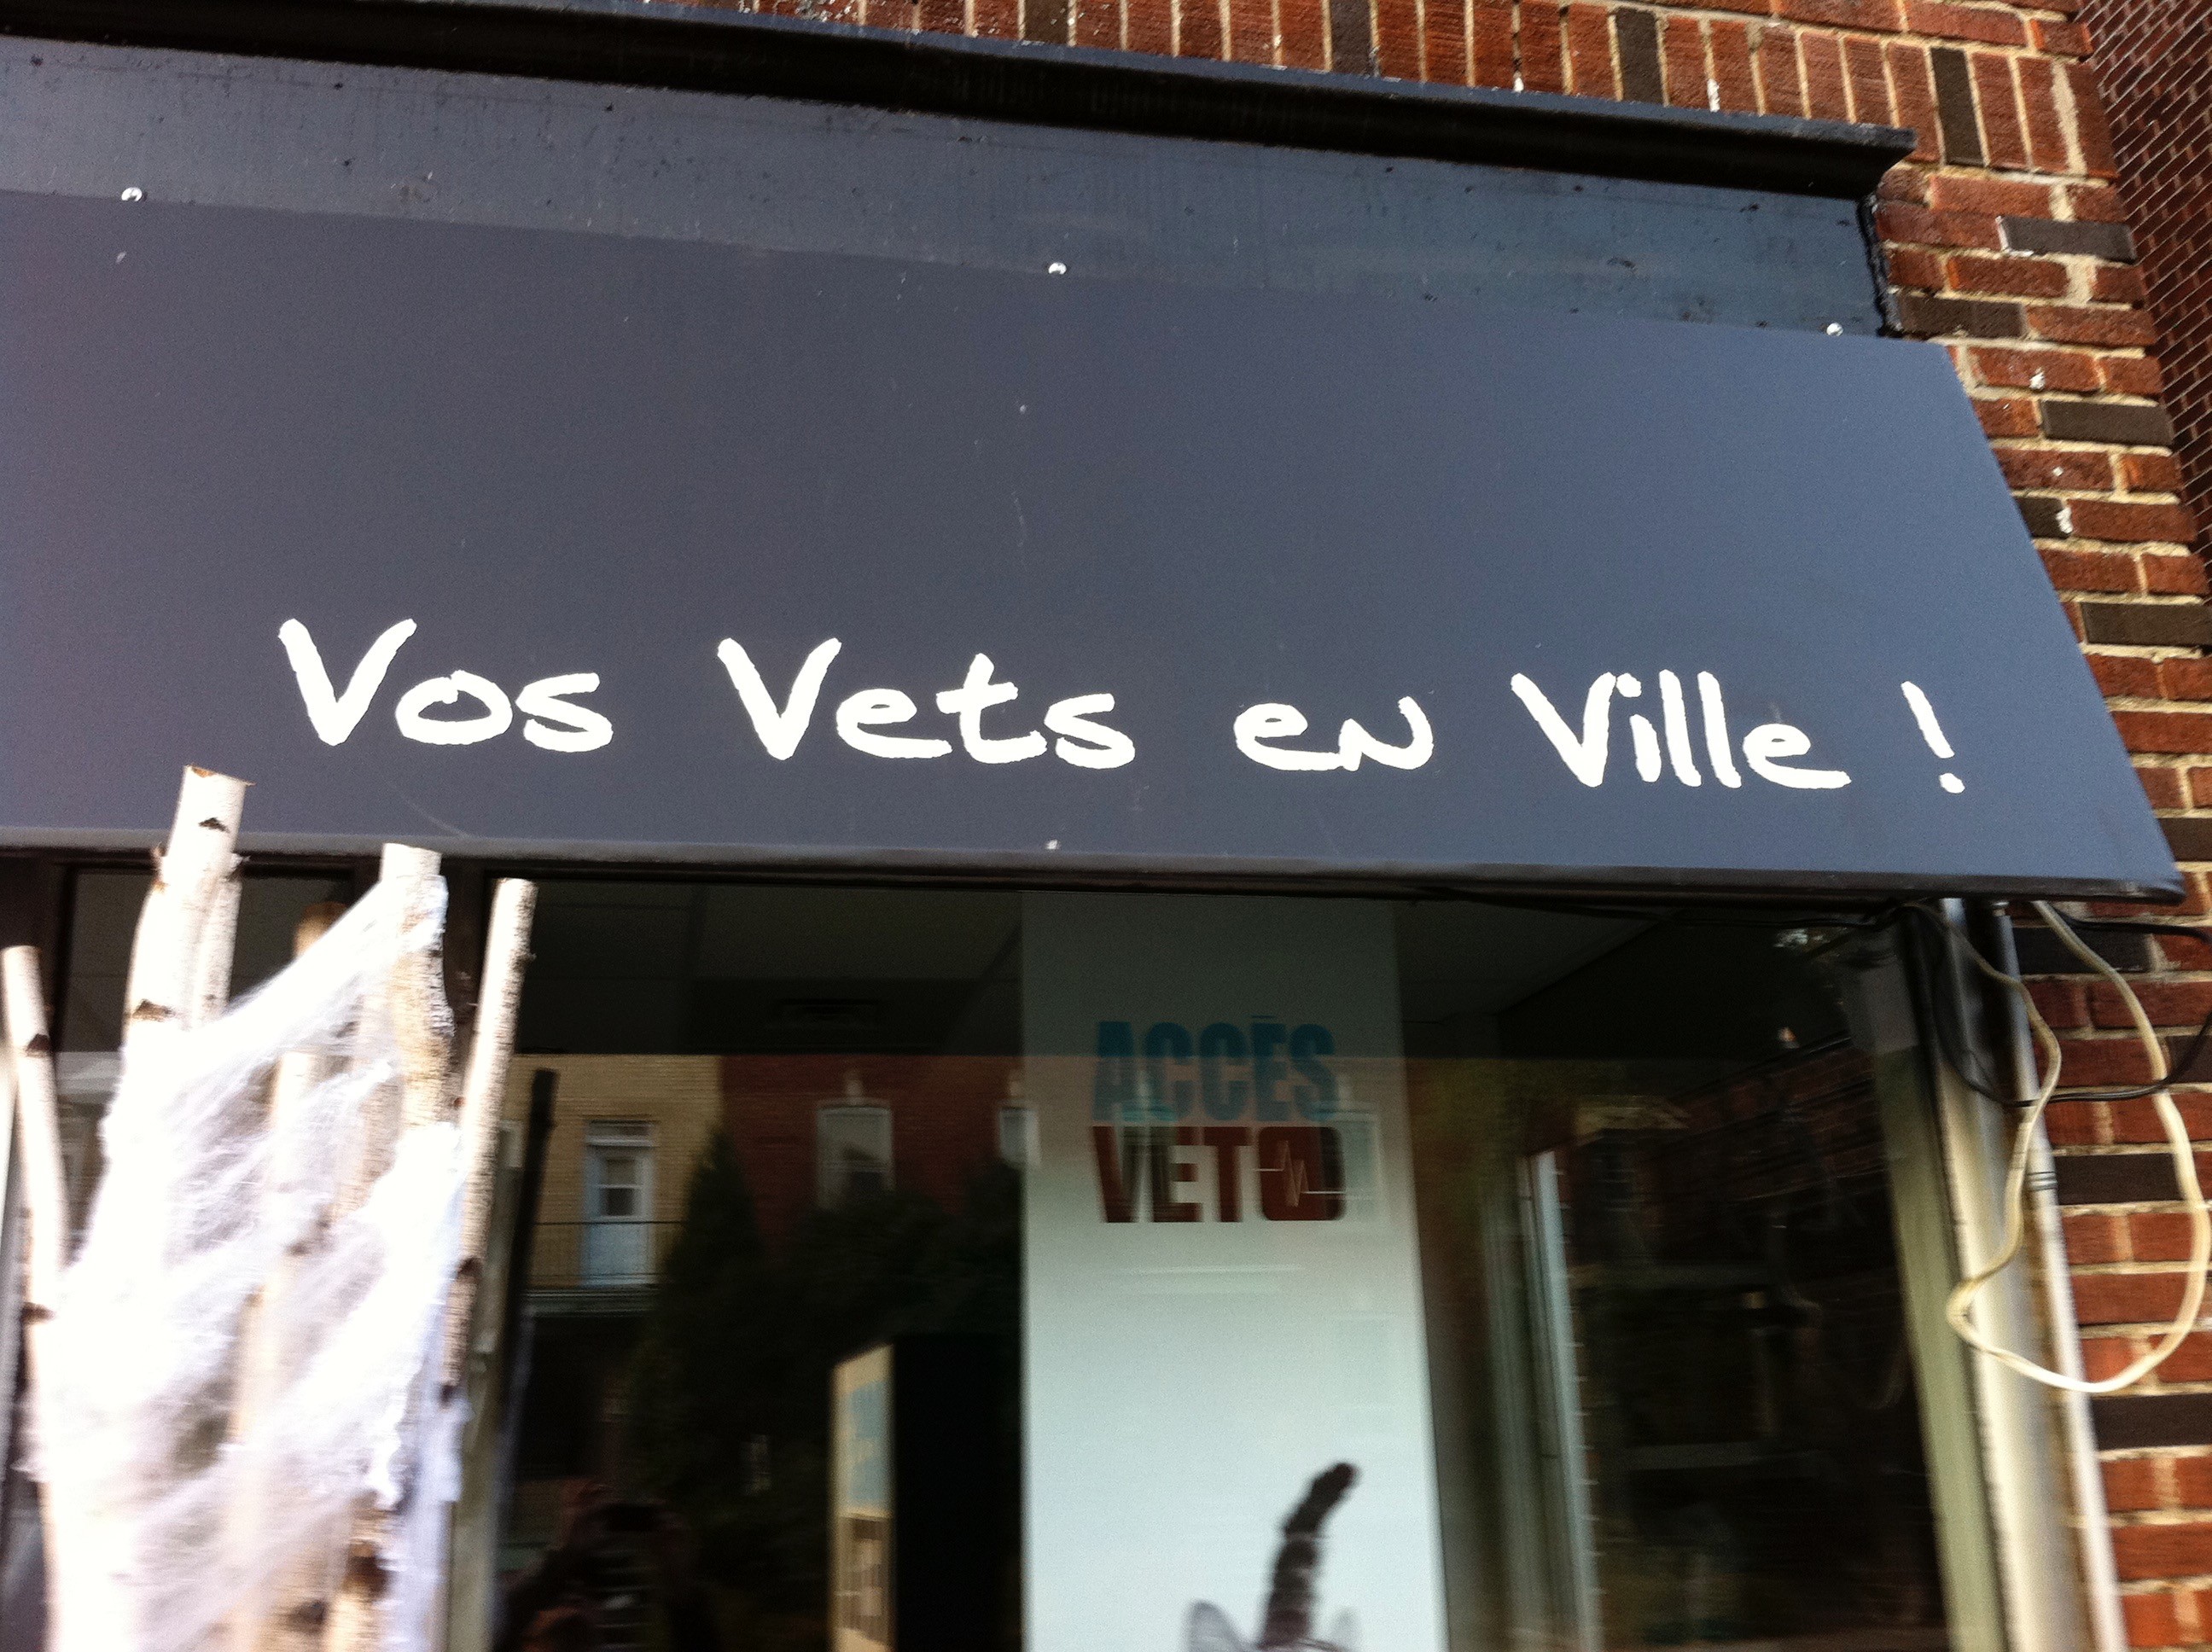 Vos Vets en Ville !
ACCÈS
VETO